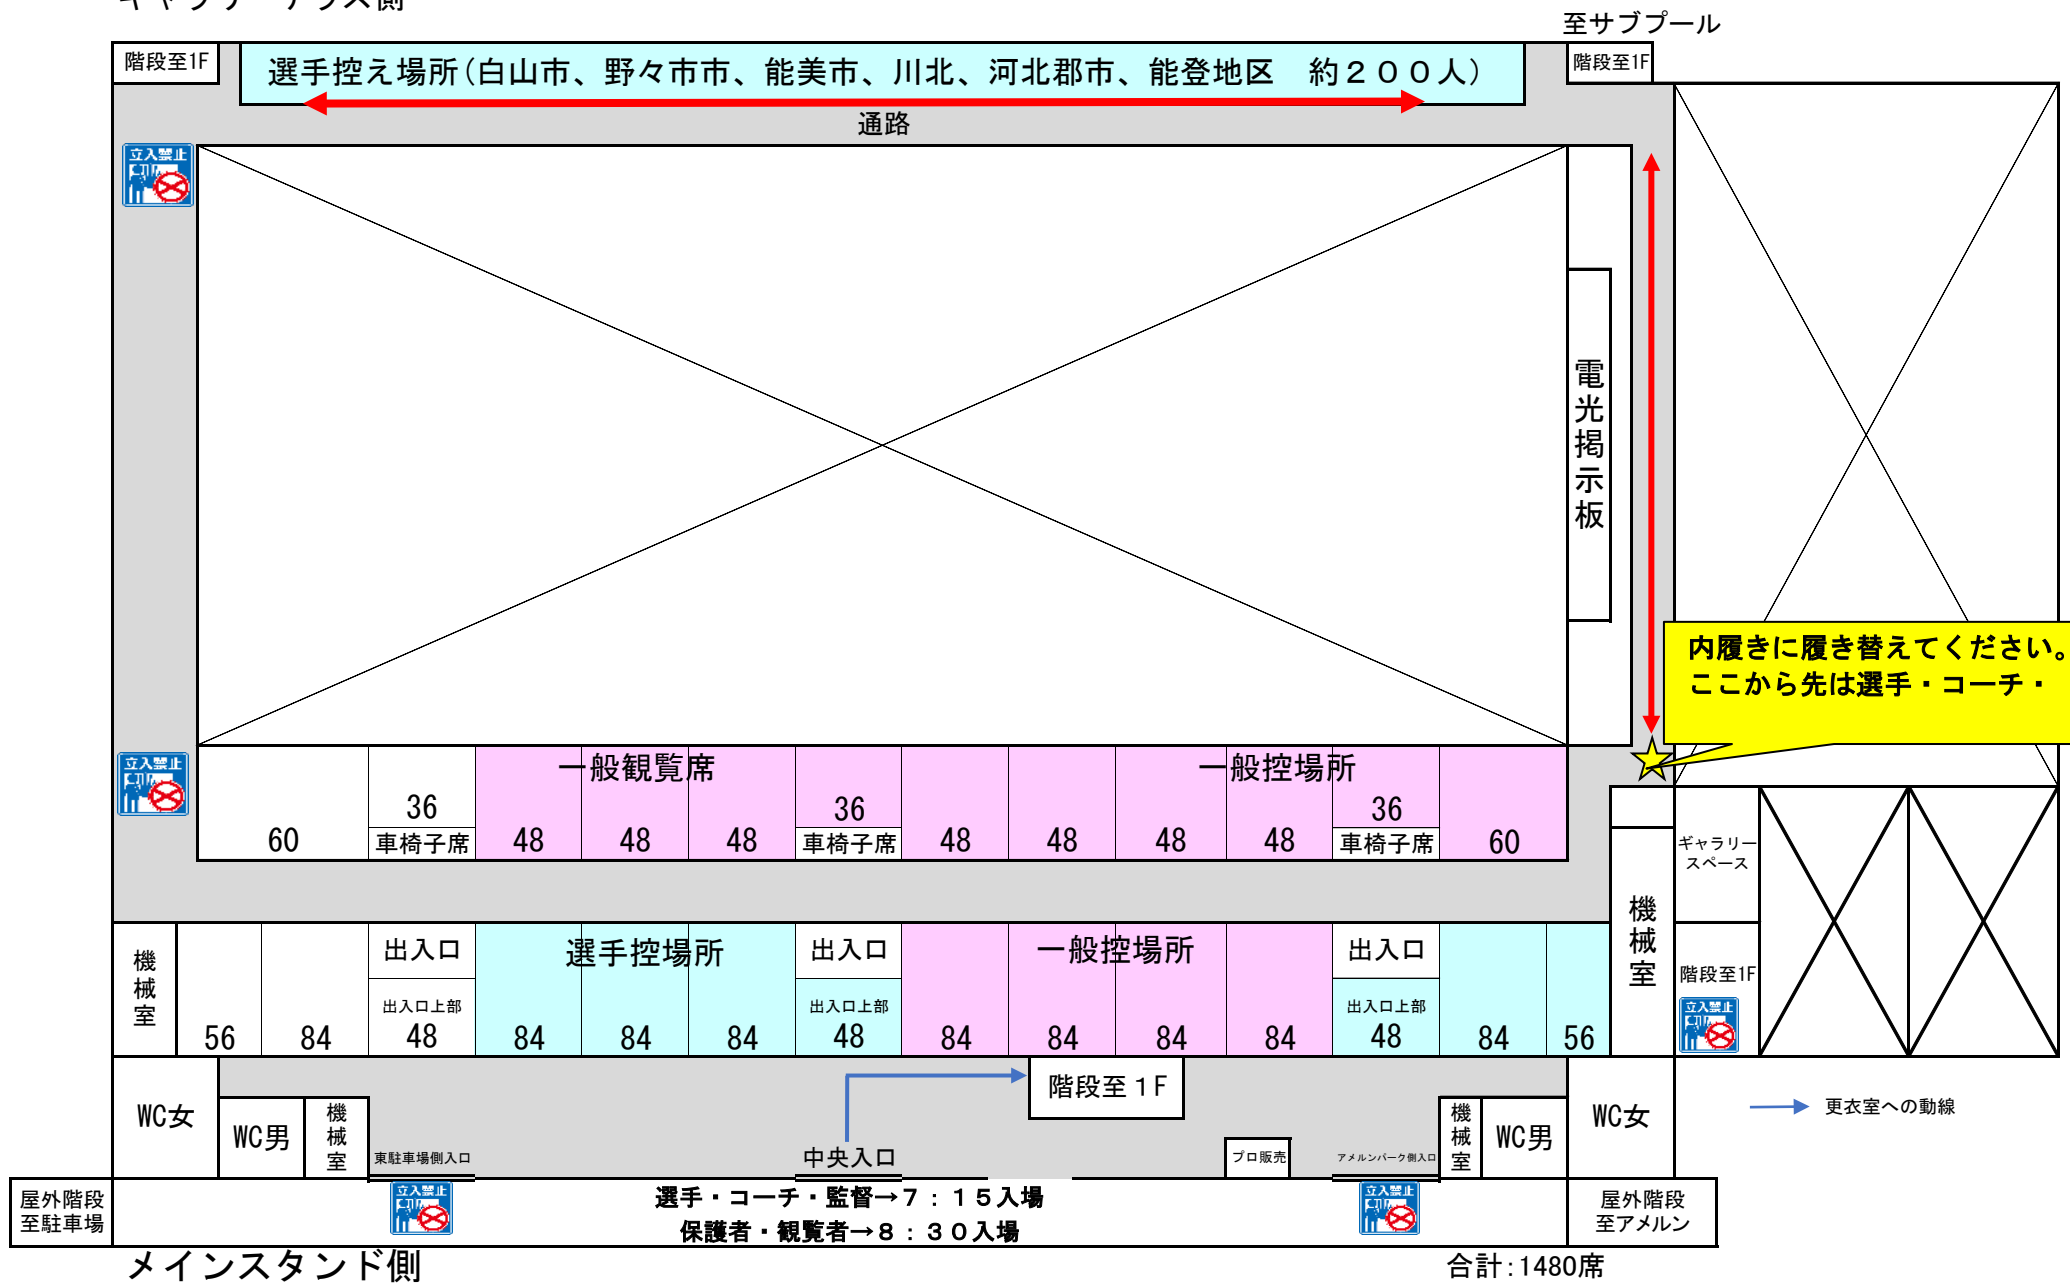 至サブプール
階段至1F
選手控え場所(白山市、野々市市、能美市、川北、河北郡市、能登地区　約２００人)
階段至1F
通路
立入禁止
電光掲示板
内履きに履き替えてください。
ここから先は選手・コーチ・
立入禁止
一般観覧席
一般控場所
36
36
36
60
車椅子席
48
48
48
車椅子席
48
48
48
48
車椅子席
60
ギャラリー
スペース
機械室
機械室
出入口
選手控場所
出入口
一般控場所
出入口
階段至1F
出入口上部
出入口上部
出入口上部
立入禁止
56
84
48
84
84
84
48
84
84
84
84
48
84
56
階段至１F
WC女
WC男
機械室
機械室
WC男
WC女
更衣室への動線
東駐車場側入口
中央入口
プロ販売
アメルンパーク側入口
屋外階段
至駐車場
立入禁止
選手・コーチ・監督→７：１５入場
保護者・観覧者→８：３０入場
立入禁止
屋外階段
至アメルン
メインスタンド側
合計:1480席